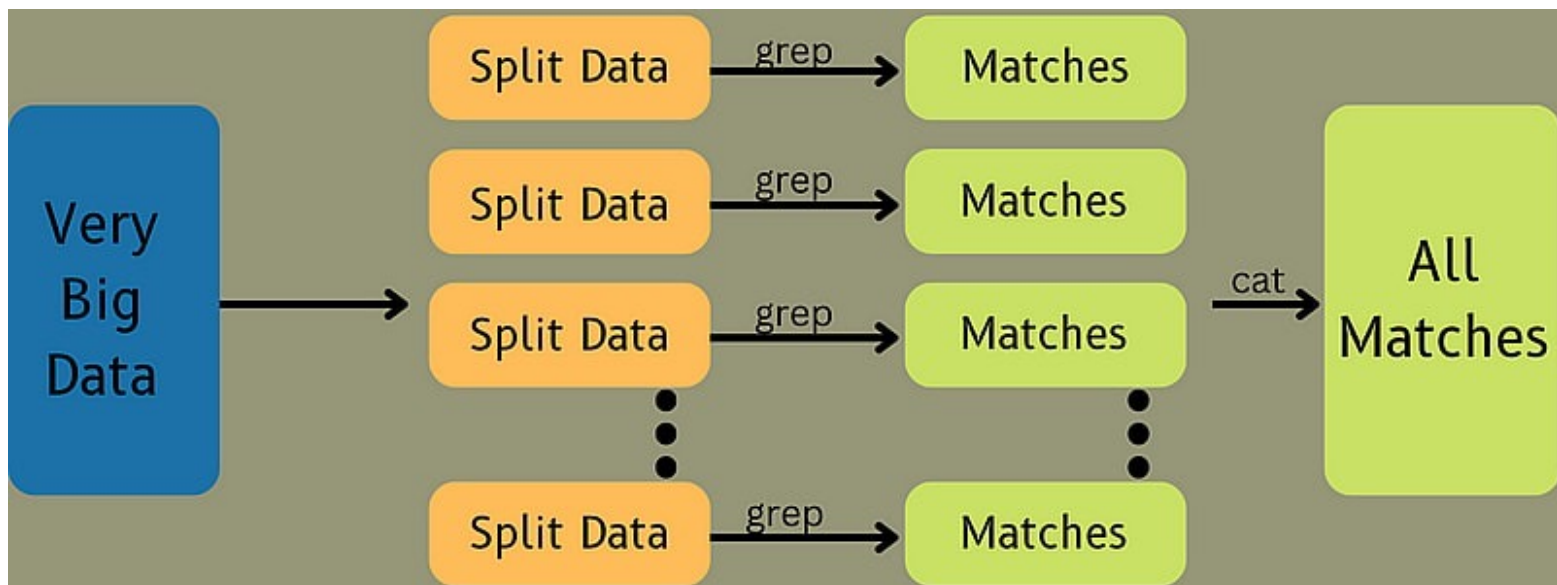 Very
Big
Data
Split Data
grep
Matches
Split Data
grep
Matches
Split Data
grep
Matches
Split Data
grep
Matches
cat
All
Matches